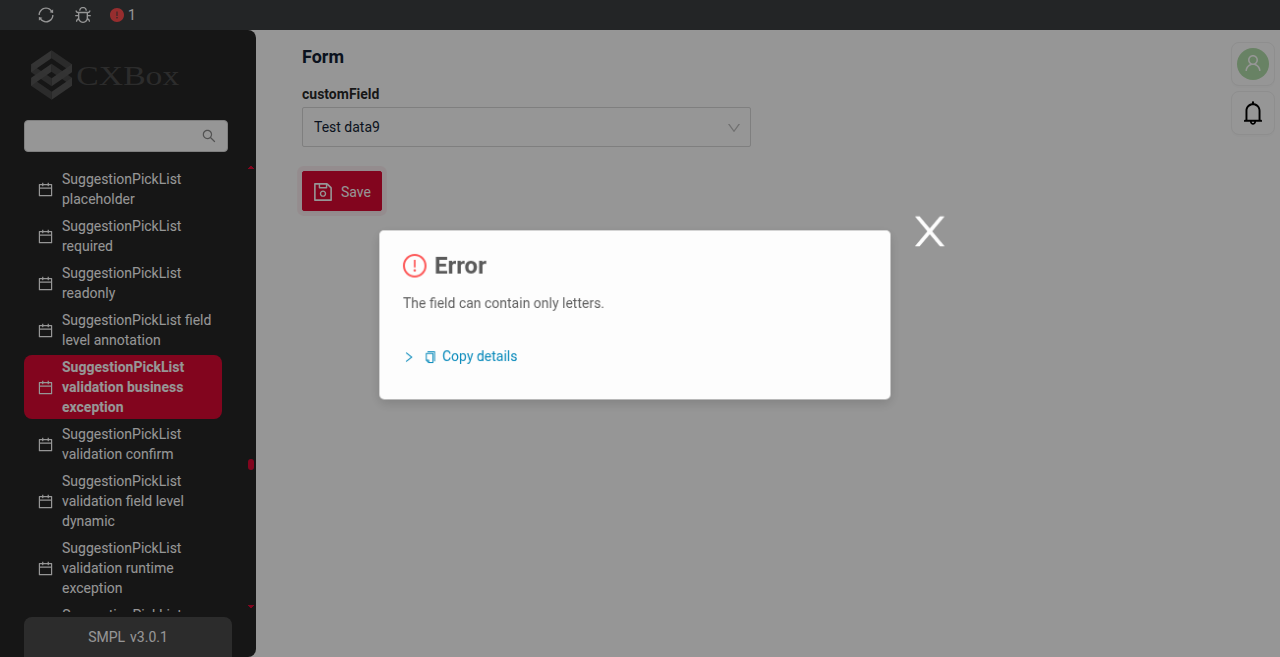 1
CXBox
SuggestionPickList
placeholder
SuggestionPickList
required
SuggestionPickList
readonly
SuggestionPickList field
level annotation
SuggestionPickList
validation business
exception
SuggestionPickList
validation confirm
SuggestionPickList
validation field level
dynamic
SuggestionPickList
validation runtime
exception
SMPL v3.0.1
Form
customField
Test data9
Save
Error
The field can contain only letters.
Copy details